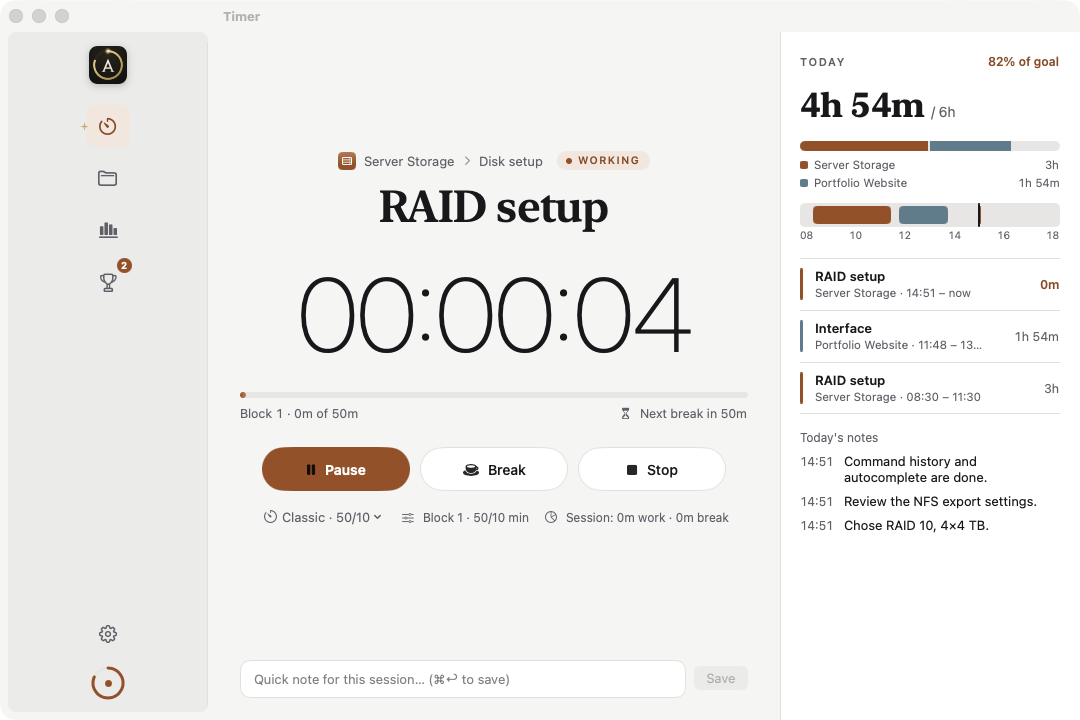 Timer
A
2
Server Storage > Disk setup WORKING
RAID setup
00:00:04
Block 1 · 0m of 50m
Next break in 50m
Pause
Break
Stop
Classic · 50/10
Block 1 · 50/10 min
Session: 0m work · 0m break
Quick note for this session... (⌘↩ to save)
Save
TODAY
82% of goal
4h 54m / 6h
Server Storage 3h
Portfolio Website 1h 54m
08 10 12 14 16 18
RAID setup
Server Storage · 14:51 – now
0m
Interface
Portfolio Website · 11:48 – 13...
1h 54m
RAID setup
Server Storage · 08:30 – 11:30
3h
Today's notes
14:51 Command history and
autocomplete are done.
14:51 Review the NFS export settings.
14:51 Chose RAID 10, 4×4 TB.